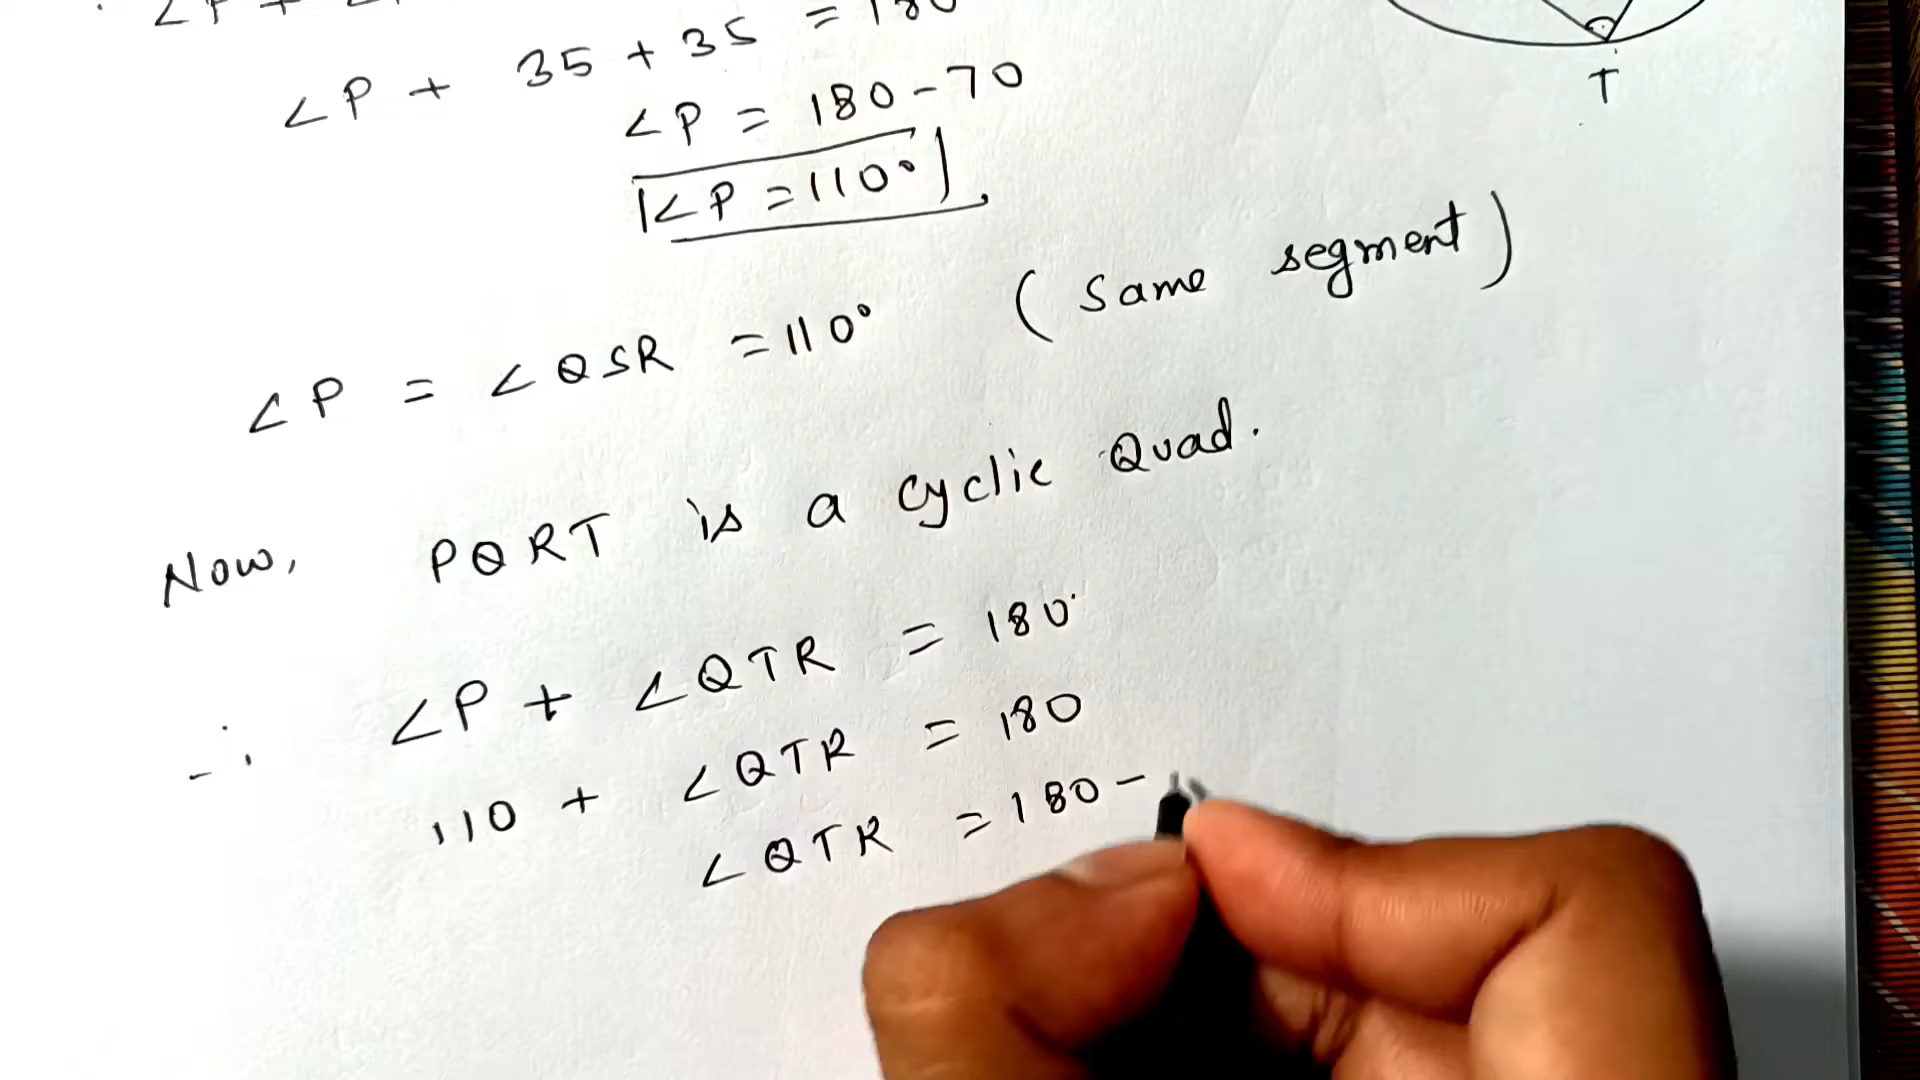 ∠P + 35 + 35 = 180
∠P = 180 - 70
∠P = 110°
T
∠P = ∠QSR = 110° (Same segment)
Now, PQRT is a cyclic Quad.
∴ ∠P + ∠QTR = 180°
110 + ∠QTR = 180
∠QTR = 180 -